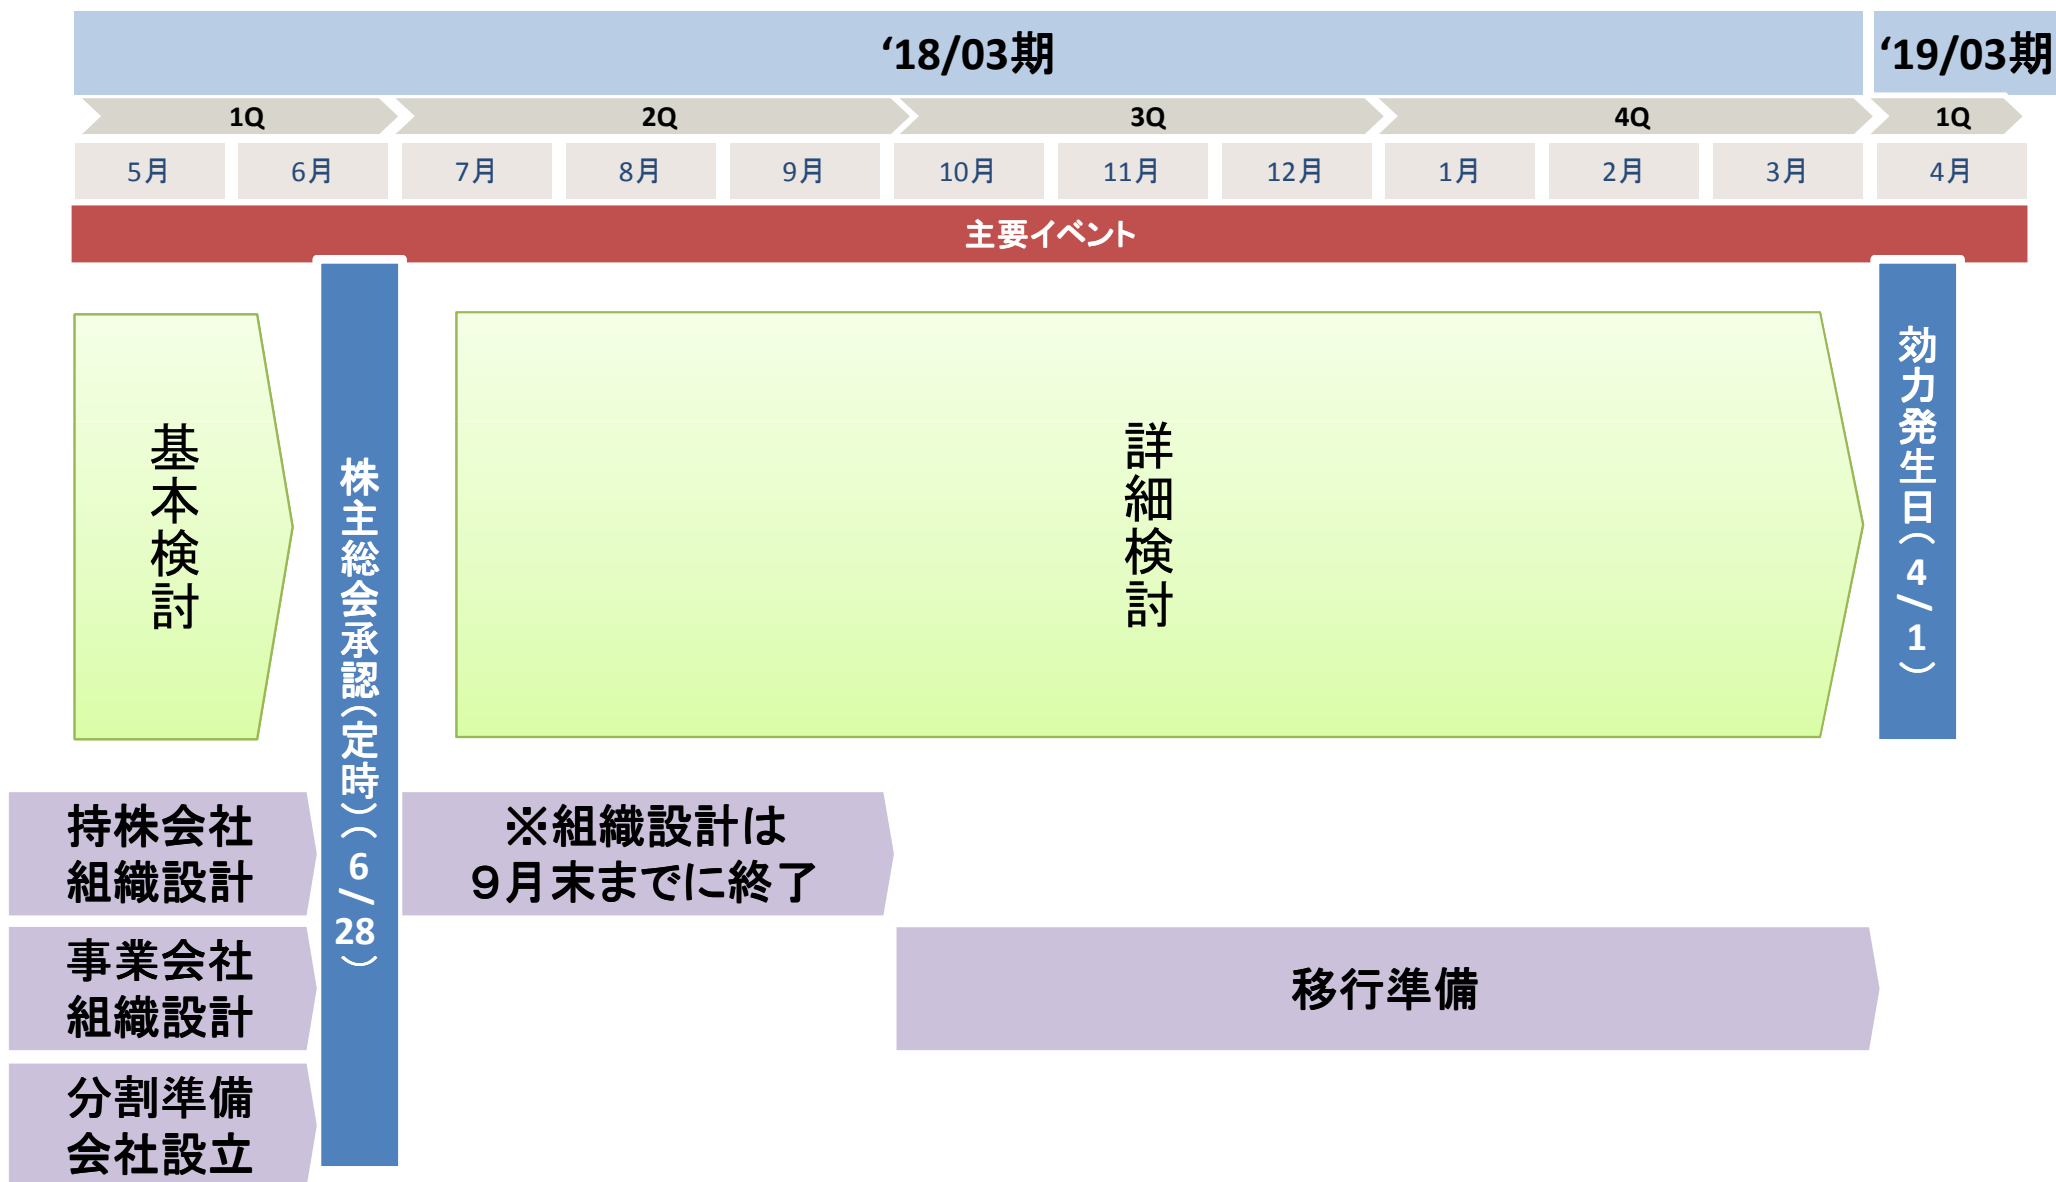 ‘18/03期
‘19/03期
1Q
2Q
3Q
4Q
1Q
5月
6月
7月
8月
9月
10月
11月
12月
1月
2月
3月
4月
主要イベント
基本検討
株主総会承認（定時）（6/28）
詳細検討
効力発生日（4/1）
持株会社
組織設計
※組織設計は
９月末までに終了
事業会社
組織設計
移行準備
分割準備
会社設立